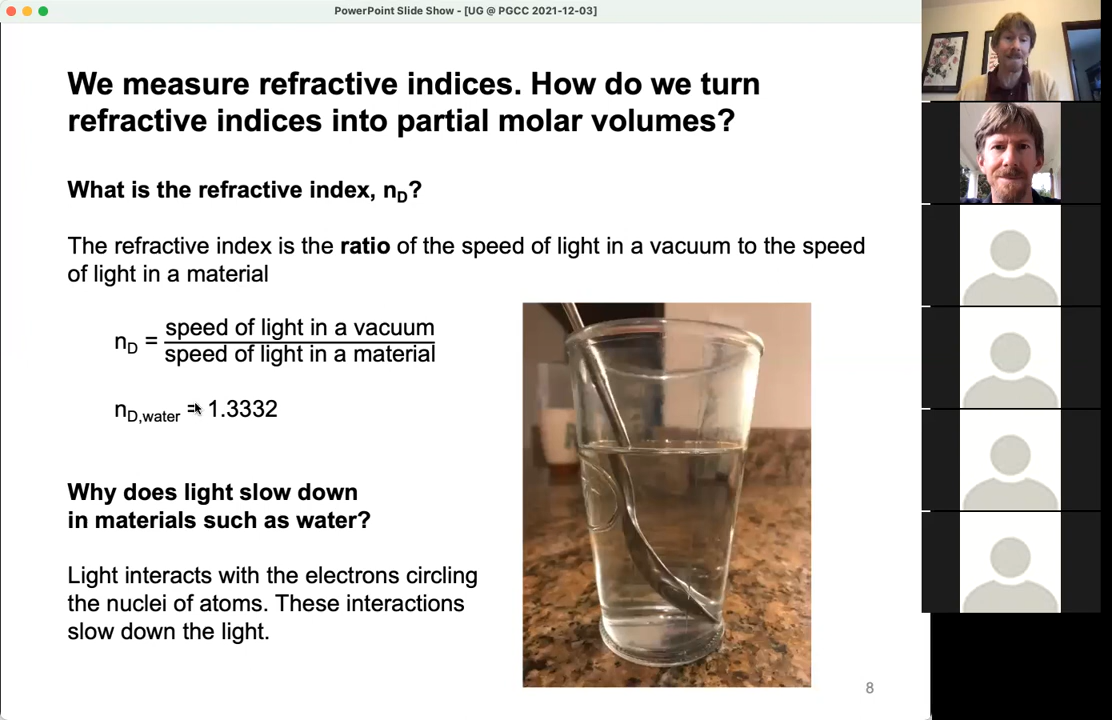 PowerPoint Slide Show - [UG @ PGCC 2021-12-03]
We measure refractive indices. How do we turn
refractive indices into partial molar volumes?
What is the refractive index, nD?
The refractive index is the ratio of the speed of light in a vacuum to the speed
of light in a material
nD = speed of light in a vacuum
speed of light in a material
nD,water = 1.3332
Why does light slow down
in materials such as water?
Light interacts with the electrons circling
the nuclei of atoms. These interactions
slow down the light.
8